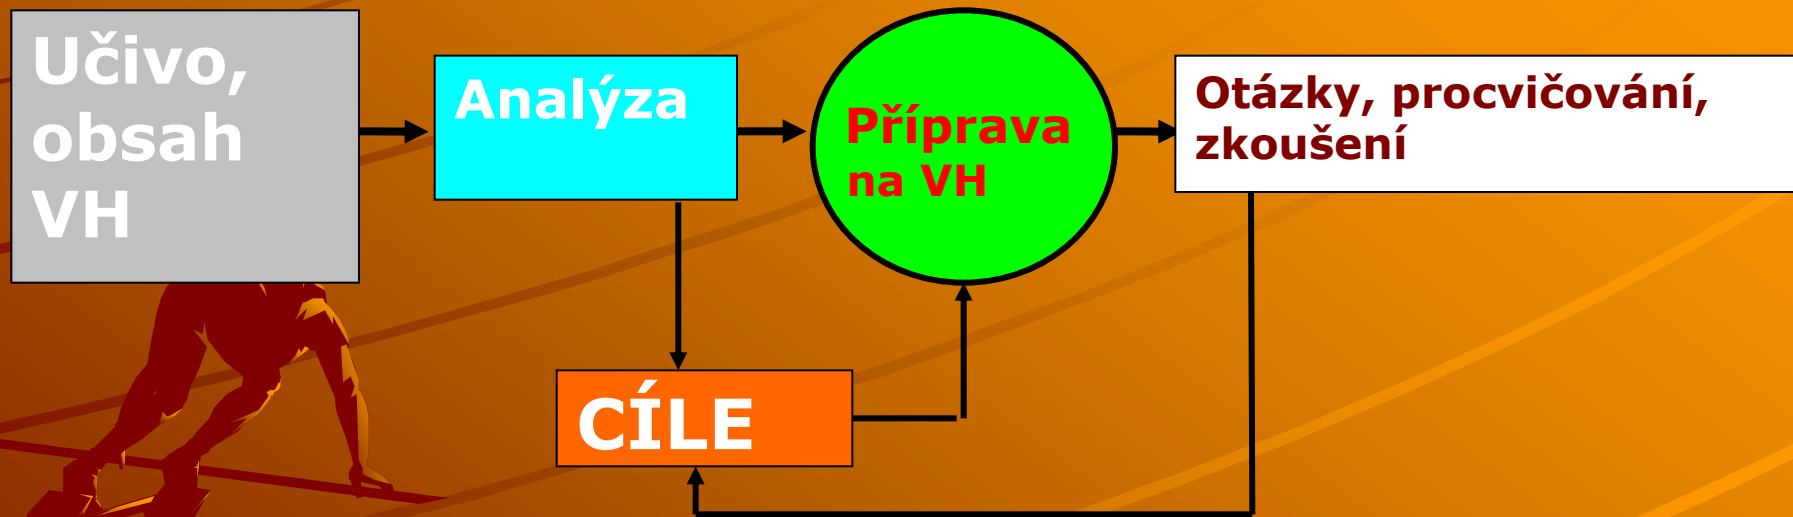 Učivo,
obsah
VH
Analýza
Příprava
na VH
Otázky, procvičování,
zkoušení
CÍLE